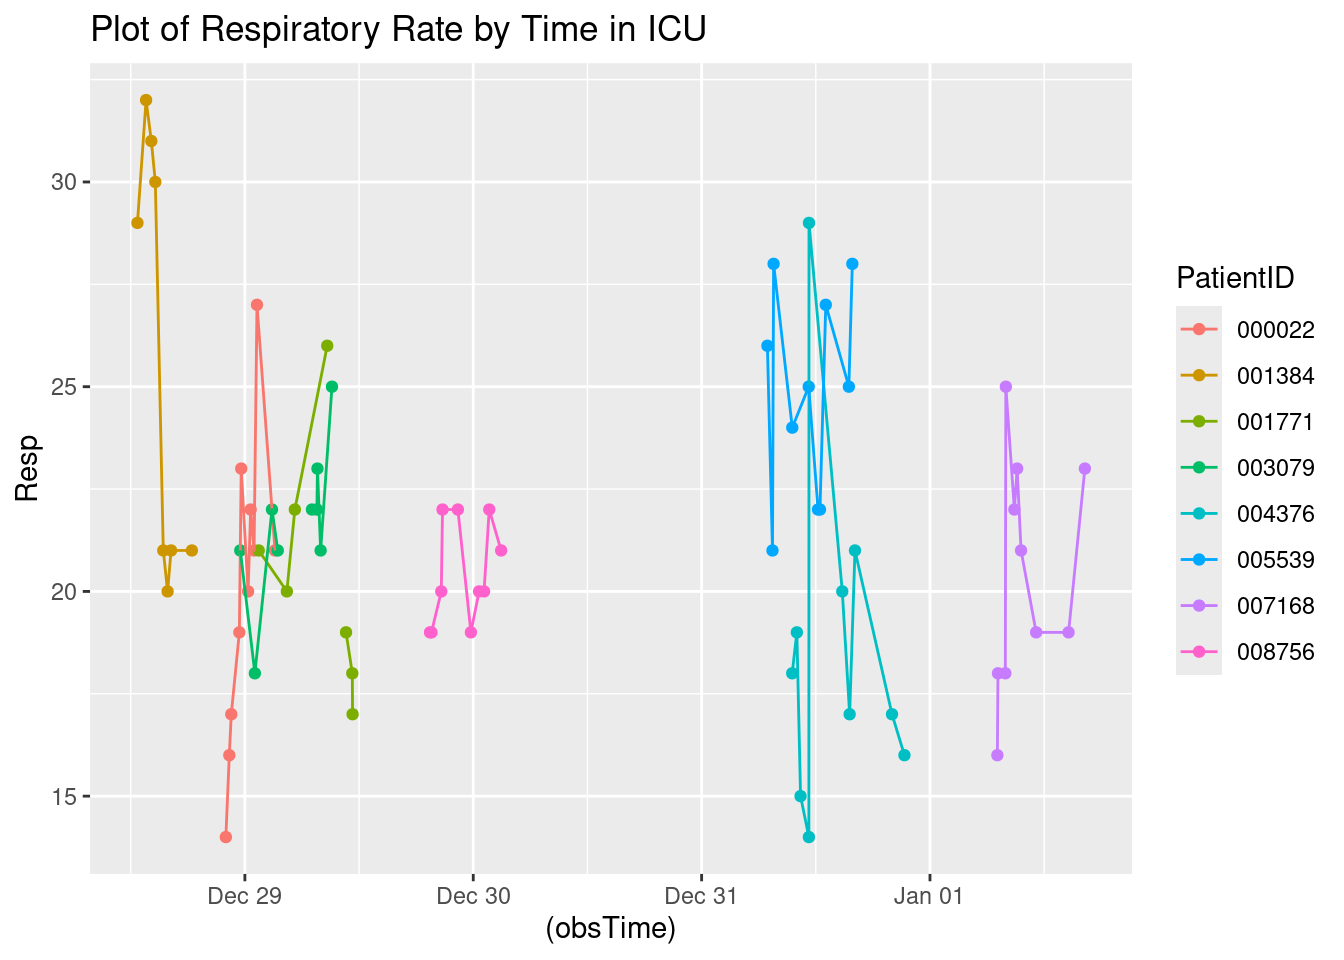 Plot of Respiratory Rate by Time in ICU
30
25
20
15
Resp
Dec 29
Dec 30
Dec 31
Jan 01
(obsTime)
PatientID
000022
001384
001771
003079
004376
005539
007168
008756